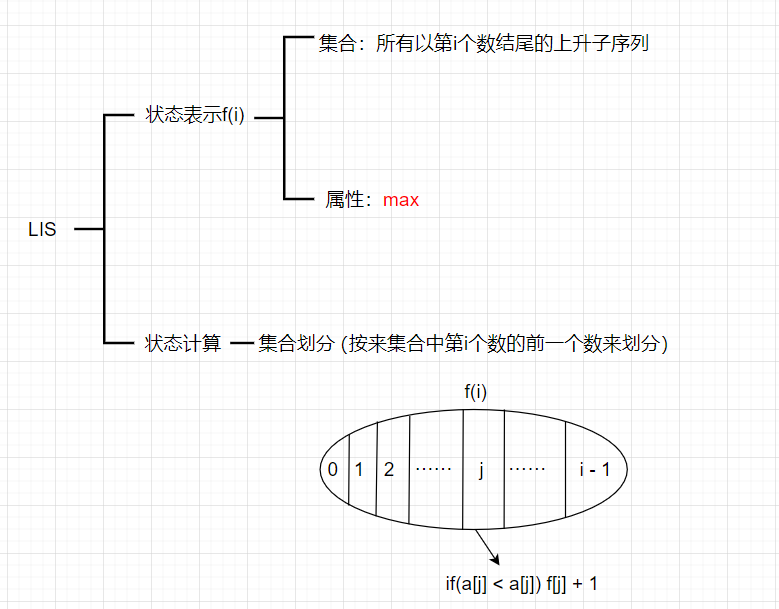 集合：所有以第i个数结尾的上升子序列
状态表示f(i)
属性：max
LIS
状态计算
集合划分 (按来集合中第i个数的前一个数来划分)
f(i)
0 1 2 ⋯⋯ j ⋯⋯ i - 1
if(a[j] < a[j]) f[j] + 1